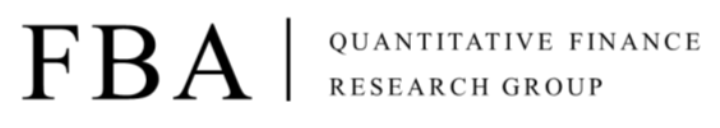 FBA
QUANTITATIVE FINANCE
RESEARCH GROUP